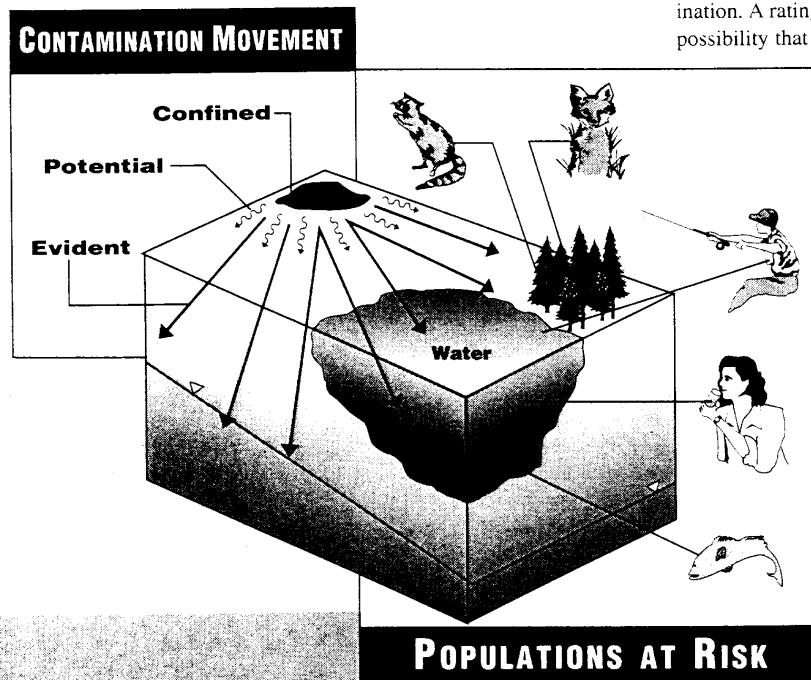 ination. A ratin
possibility that
CONTAMINATION MOVEMENT
Confined
Potential
Evident
Water
POPULATIONS AT RISK